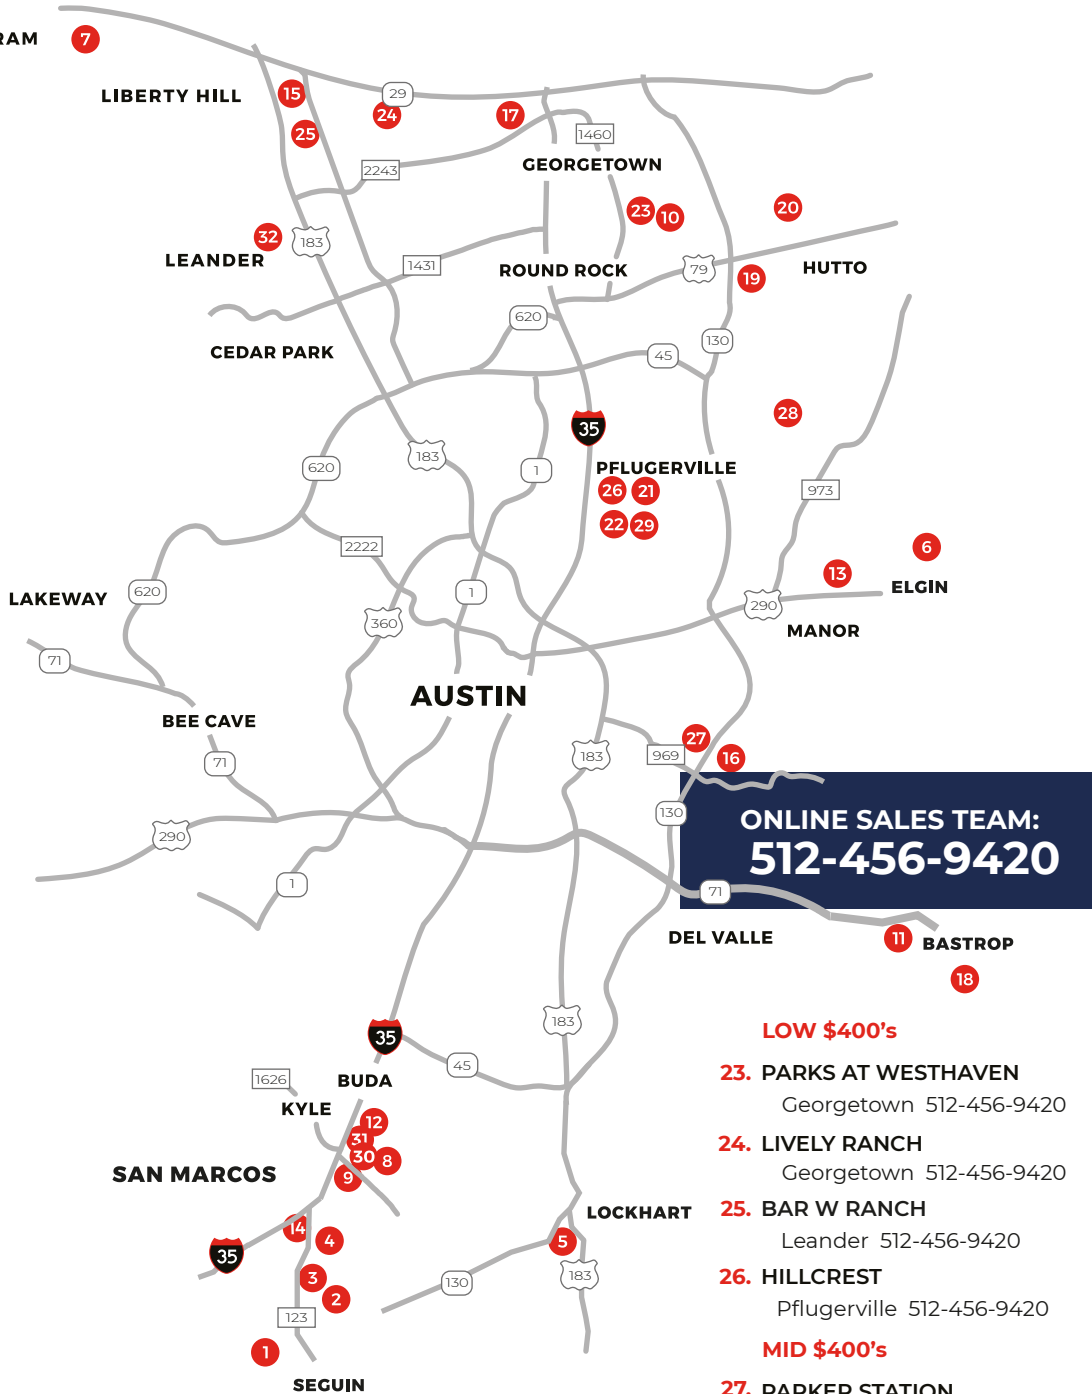 RAM
7
LIBERTY HILL
15
29
24
17
25
1460
2243
GEORGETOWN
23
10
20
32
183
LEANDER
1431
ROUND ROCK
79
19
HUTTO
620
130
CEDAR PARK
45
28
35
183
620
1
PFLUGERVILLE
26
21
973
22
29
2222
6
13
ELGIN
LAKEWAY
620
1
290
360
MANOR
71
AUSTIN
BEE CAVE
183
969
27
16
71
130
290
ONLINE SALES TEAM:
512-456-9420
1
71
DEL VALLE
11
BASTROP
18
183
35
45
1626
BUDA
KYLE
12
31
30
8
9
SAN MARCOS
14
4
35
LOCKHART
5
3
2
130
183
123
1
SEGUIN
LOW $400's
23. PARKS AT WESTHAVEN
Georgetown 512-456-9420
24. LIVELY RANCH
Georgetown 512-456-9420
25. BAR W RANCH
Leander 512-456-9420
26. HILLCREST
Pflugerville 512-456-9420
MID $400's
27. PARKER STATION